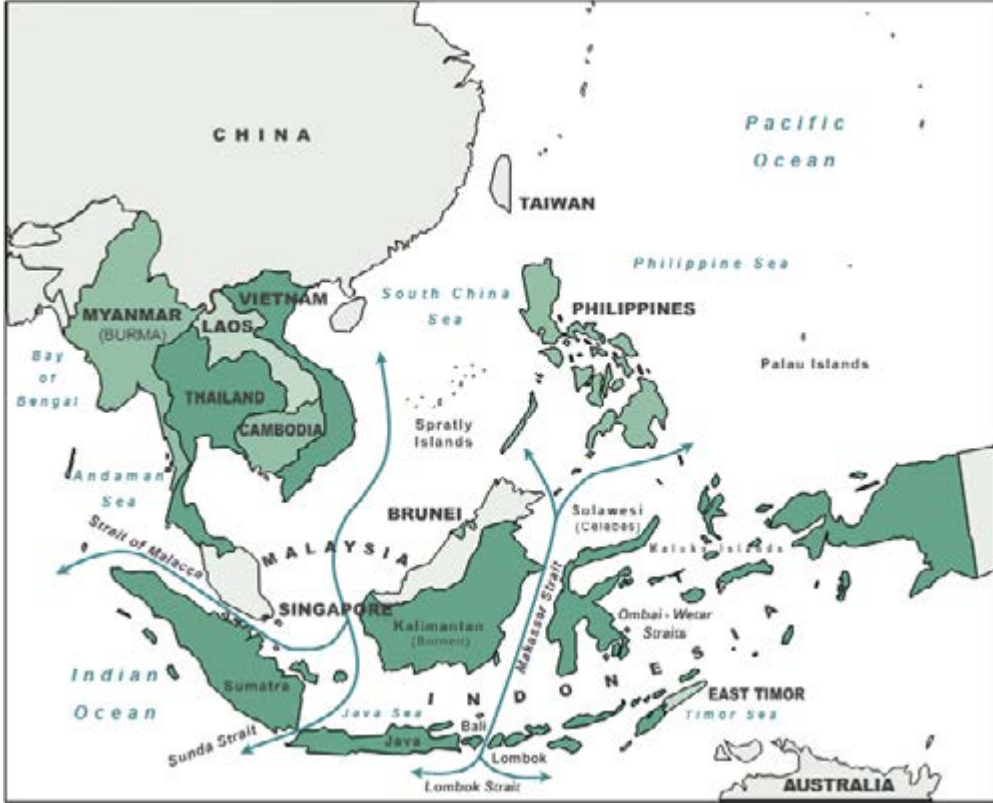 CHINA
Pacific
Ocean
TAIWAN
Philippine Sea
VIETNAM
South China
Sea
MYANMAR
(BURMA)
LAOS
PHILIPPINES
Bay
of
Bengal
Palau Islands
THAILAND
CAMBODIA
Spratly
Islands
Andaman
Sea
BRUNEI
Sulawesi
(Celebes)
Strait of Malacca
MALAYSIA
Maluku Islands
SINGAPORE
Kalimantan
(Borneo)
Makassar Strait
Ombai - Wetar
Straits
Indian
Ocean
Sumatra
INDONESIA
EAST TIMOR
Java Sea
Timor Sea
Bali
Sunda Strait
Java
Lombok
Lombok Strait
AUSTRALIA